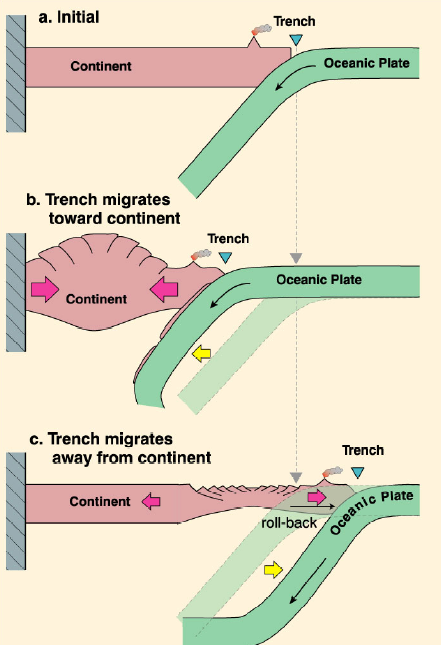 a. Initial
Trench
Continent
Oceanic Plate
b. Trench migrates
toward continent
Trench
Oceanic Plate
Continent
c. Trench migrates
away from continent
Trench
Continent
Oceanic Plate
roll-back